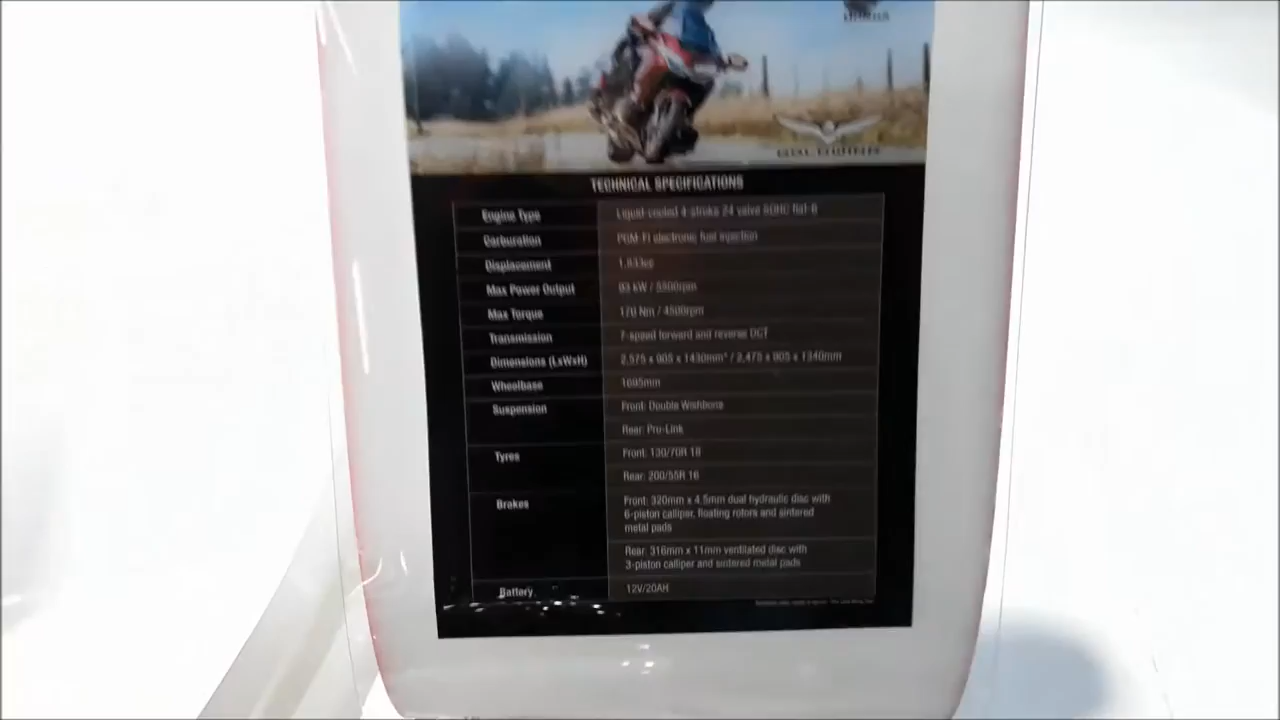 HONDA
GOLDWING
TECHNICAL SPECIFICATIONS
Engine Type Liquid-cooled 4-stroke 24 valve SOHC flat-6
Carburation PGM-FI electronic fuel injection
Displacement 1,833cc
Max Power Output 93 kW / 5500rpm
Max Torque 170 Nm / 4500rpm
Transmission 7-speed forward and reverse DCT
Dimensions (LxWxH) 2,575 x 905 x 1430mm* / 2,475 x 905 x 1340mm
Wheelbase 1695mm
Suspension Front: Double Wishbone
Rear: Pro-Link
Tyres Front: 130/70R 18
Rear: 200/55R 16
Brakes Front: 320mm x 4.5mm dual hydraulic disc with
6-piston calliper, floating rotors and sintered
metal pads
Rear: 316mm x 11mm ventilated disc with
3-piston calliper and sintered metal pads
Battery 12V/20AH